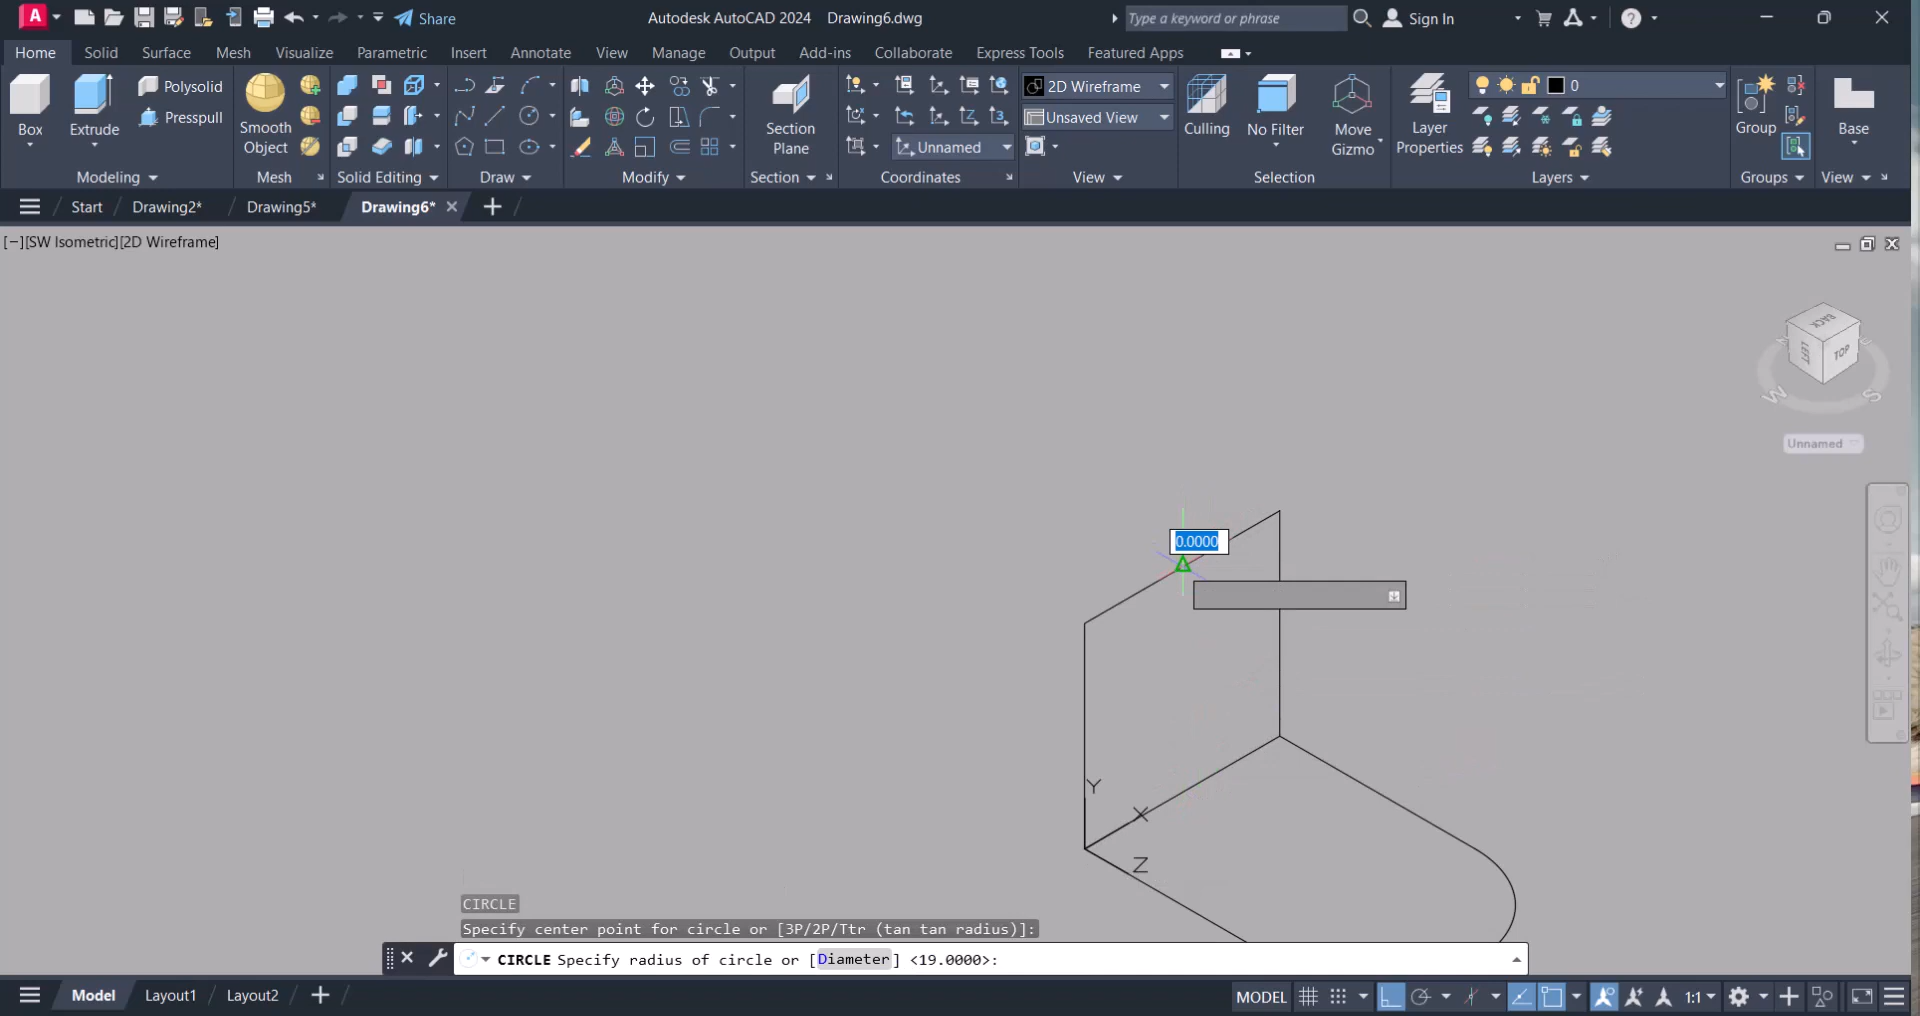 A Share Autodesk AutoCAD 2024 Drawing6.dwg Type a keyword or phrase Sign In ?
Home Solid Surface Mesh Visualize Parametric Insert Annotate View Manage Output Add-ins Collaborate Express Tools Featured Apps
Box
Extrude
Polysolid
Presspull
Smooth
Object
Section
Plane
2D Wireframe
Unsaved View
Unnamed
Culling
No Filter
Move
Gizmo
Layer
Properties
0
Group
Base
Modeling Mesh Solid Editing Draw Modify Section Coordinates View Selection Layers Groups View
Start Drawing2* Drawing5* Drawing6*
[−][SW Isometric][2D Wireframe]
BACK
LEFT
TOP
W S
Unnamed
0.0000
Y
X
Z
CIRCLE
Specify center point for circle or [3P/2P/Ttr (tan tan radius)]:
CIRCLE Specify radius of circle or [Diameter] <19.0000>:
Model Layout1 Layout2 MODEL 1:1